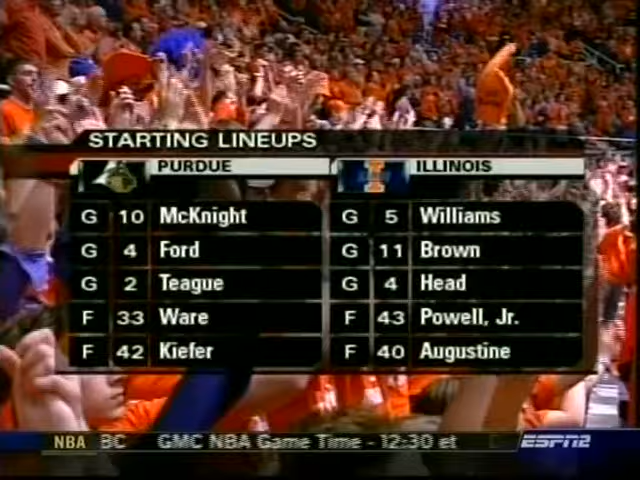 STARTING LINEUPS
PURDUE
G 10 McKnight
G 4 Ford
G 2 Teague
F 33 Ware
F 42 Kiefer
I ILLINOIS
G 5 Williams
G 11 Brown
G 4 Head
F 43 Powell, Jr.
F 40 Augustine
NBA BC GMC NBA Game Time - 12:30 et ESPN2